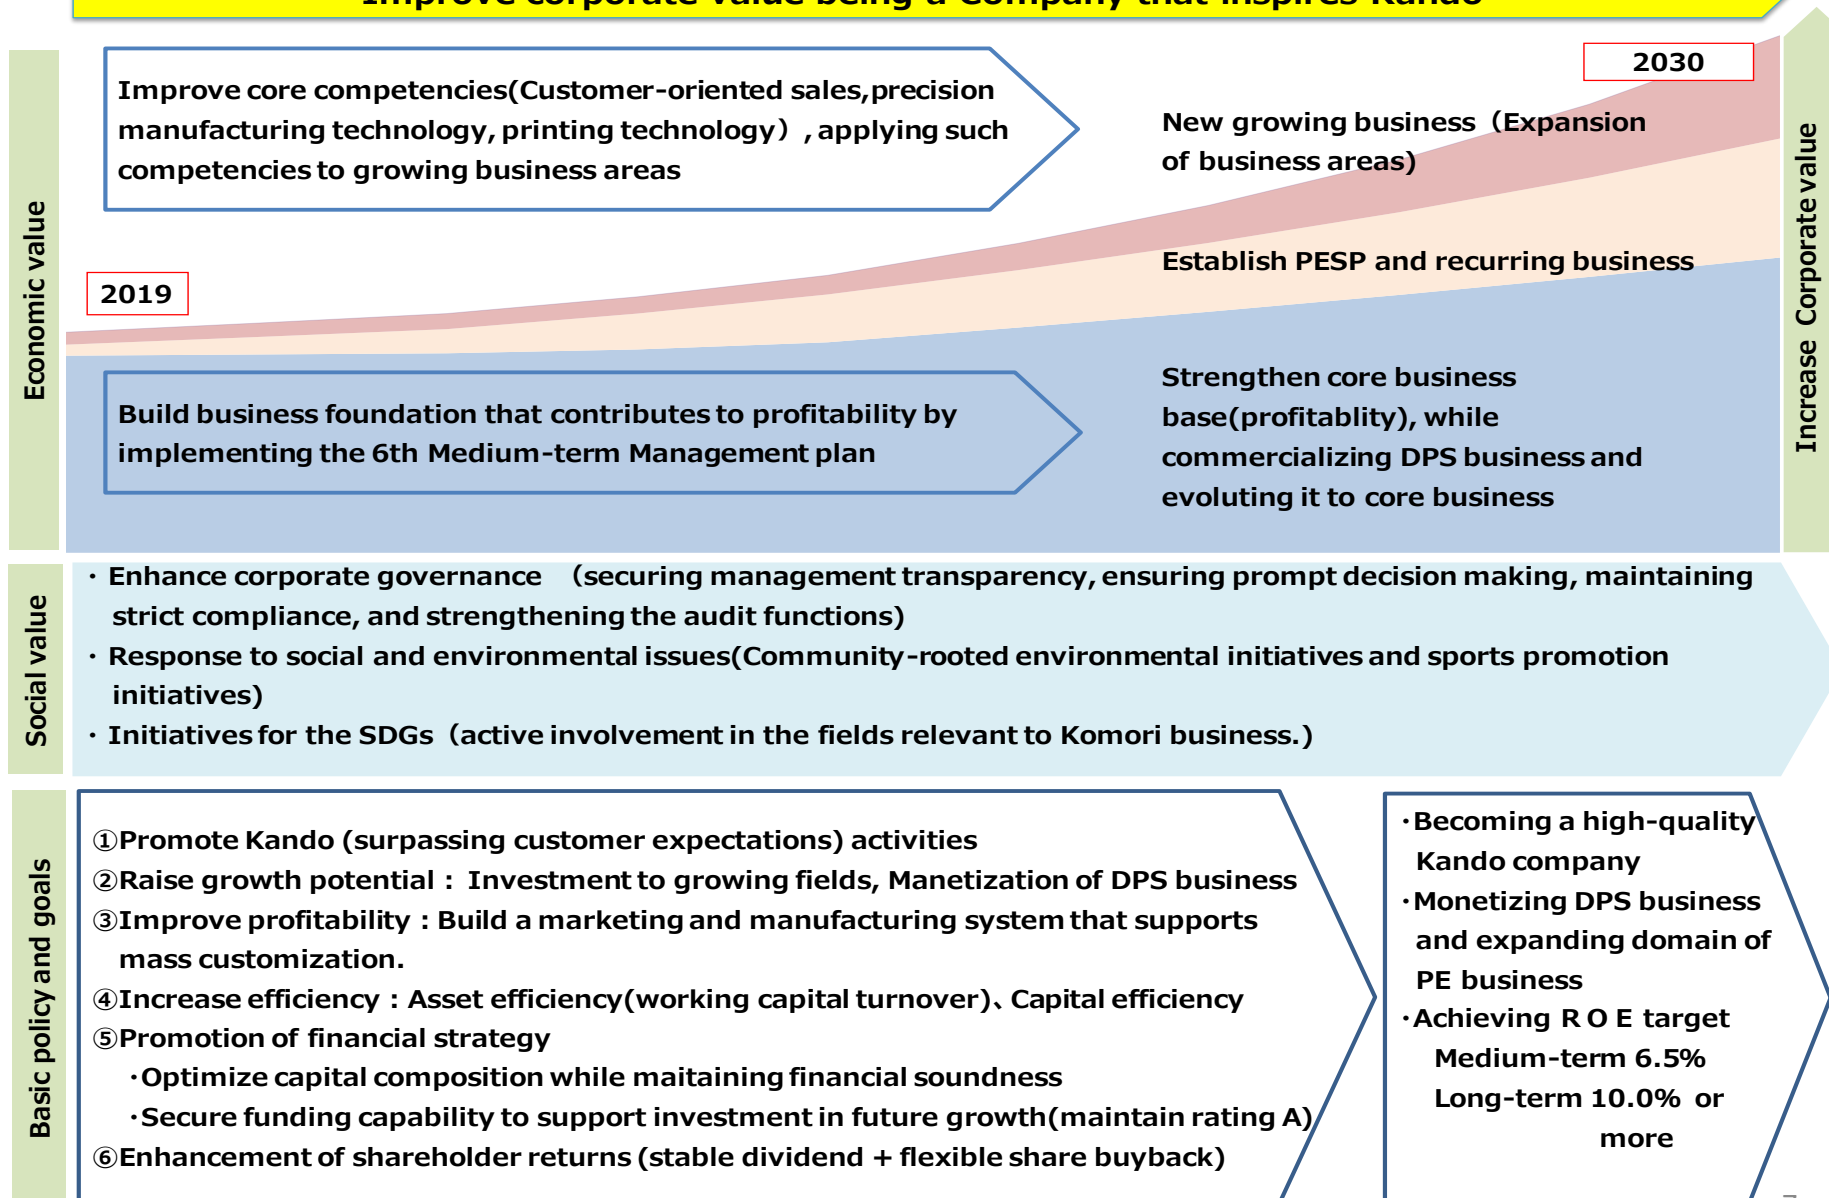 Improve corporate value being a Company that inspires Kando
Economic value
Improve core competencies(Customer-oriented sales,precision
manufacturing technology, printing technology）, applying such
competencies to growing business areas
2030
New growing business（Expansion
of business areas)
Establish PESP and recurring business
2019
Build business foundation that contributes to profitability by
implementing the 6th Medium-term Management plan
Strengthen core business
base(profitablity), while
commercializing DPS business and
evoluting it to core business
Increase Corporate value
Social value
・Enhance corporate governance （securing management transparency, ensuring prompt decision making, maintaining
strict compliance, and strengthening the audit functions)
・Response to social and environmental issues(Community-rooted environmental initiatives and sports promotion
initiatives)
・Initiatives for the SDGs（active involvement in the fields relevant to Komori business.)
Basic policy and goals
①Promote Kando (surpassing customer expectations) activities
②Raise growth potential : Investment to growing fields, Manetization of DPS business
③Improve profitability : Build a marketing and manufacturing system that supports
mass customization.
④Increase efficiency : Asset efficiency(working capital turnover)、Capital efficiency
⑤Promotion of financial strategy
・Optimize capital composition while maitaining financial soundness
・Secure funding capability to support investment in future growth(maintain rating A)
⑥Enhancement of shareholder returns (stable dividend + flexible share buyback)
・Becoming a high-quality
Kando company
・Monetizing DPS business
and expanding domain of
PE business
・Achieving R O E target
Medium-term 6.5%
Long-term 10.0% or
more